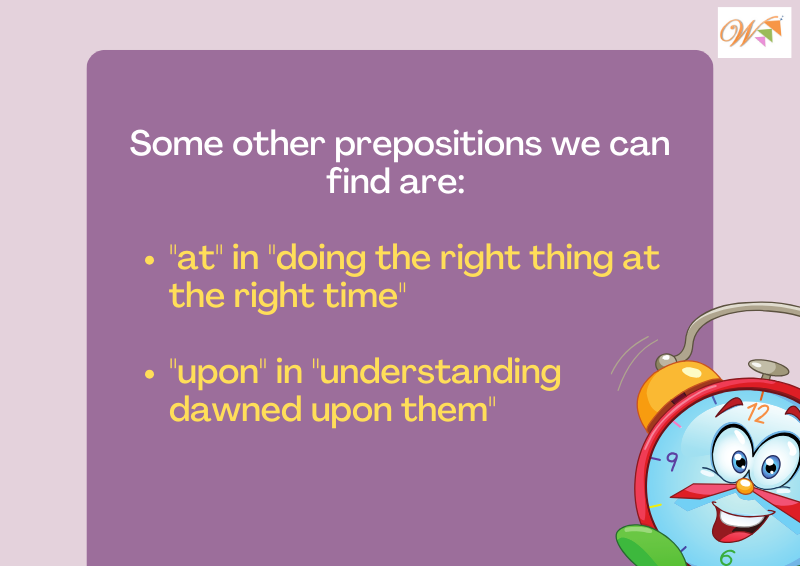 W
Some other prepositions we can
find are:
• "at" in "doing the right thing at
the right time"
• "upon" in "understanding
dawned upon them"
12
9
6